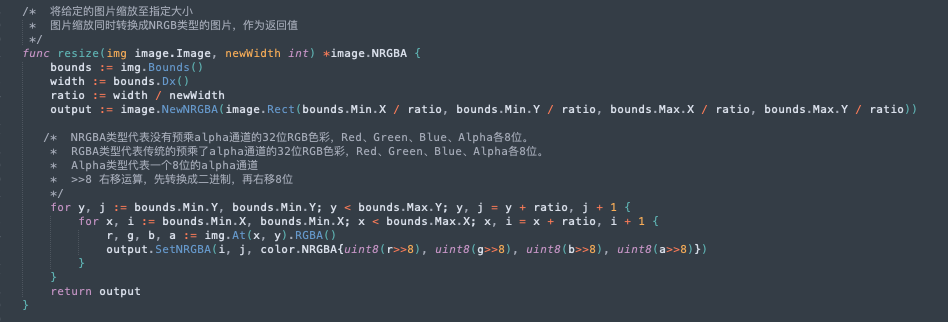 /*  将给定的图片缩放至指定大小
 *  图片缩放同时转换成NRGB类型的图片，作为返回值
 */
func resize(img image.Image, newWidth int) *image.NRGBA {
    bounds := img.Bounds()
    width := bounds.Dx()
    ratio := width / newWidth
    output := image.NewNRGBA(image.Rect(bounds.Min.X / ratio, bounds.Min.Y / ratio, bounds.Max.X / ratio, bounds.Max.Y / ratio))

   /*  NRGBA类型代表没有预乘alpha通道的32位RGB色彩，Red、Green、Blue、Alpha各8位。
    *  RGBA类型代表传统的预乘了alpha通道的32位RGB色彩，Red、Green、Blue、Alpha各8位。
    *  Alpha类型代表一个8位的alpha通道
    *  >>8 右移运算，先转换成二进制，再右移8位
    */
    for y, j := bounds.Min.Y, bounds.Min.Y; y < bounds.Max.Y; y, j = y + ratio, j + 1 {
        for x, i := bounds.Min.X, bounds.Min.X; x < bounds.Max.X; x, i = x + ratio, i + 1 {
            r, g, b, a := img.At(x, y).RGBA()
            output.SetNRGBA(i, j, color.NRGBA{uint8(r>>8), uint8(g>>8), uint8(b>>8), uint8(a>>8)})
        }
    }
    return output
}